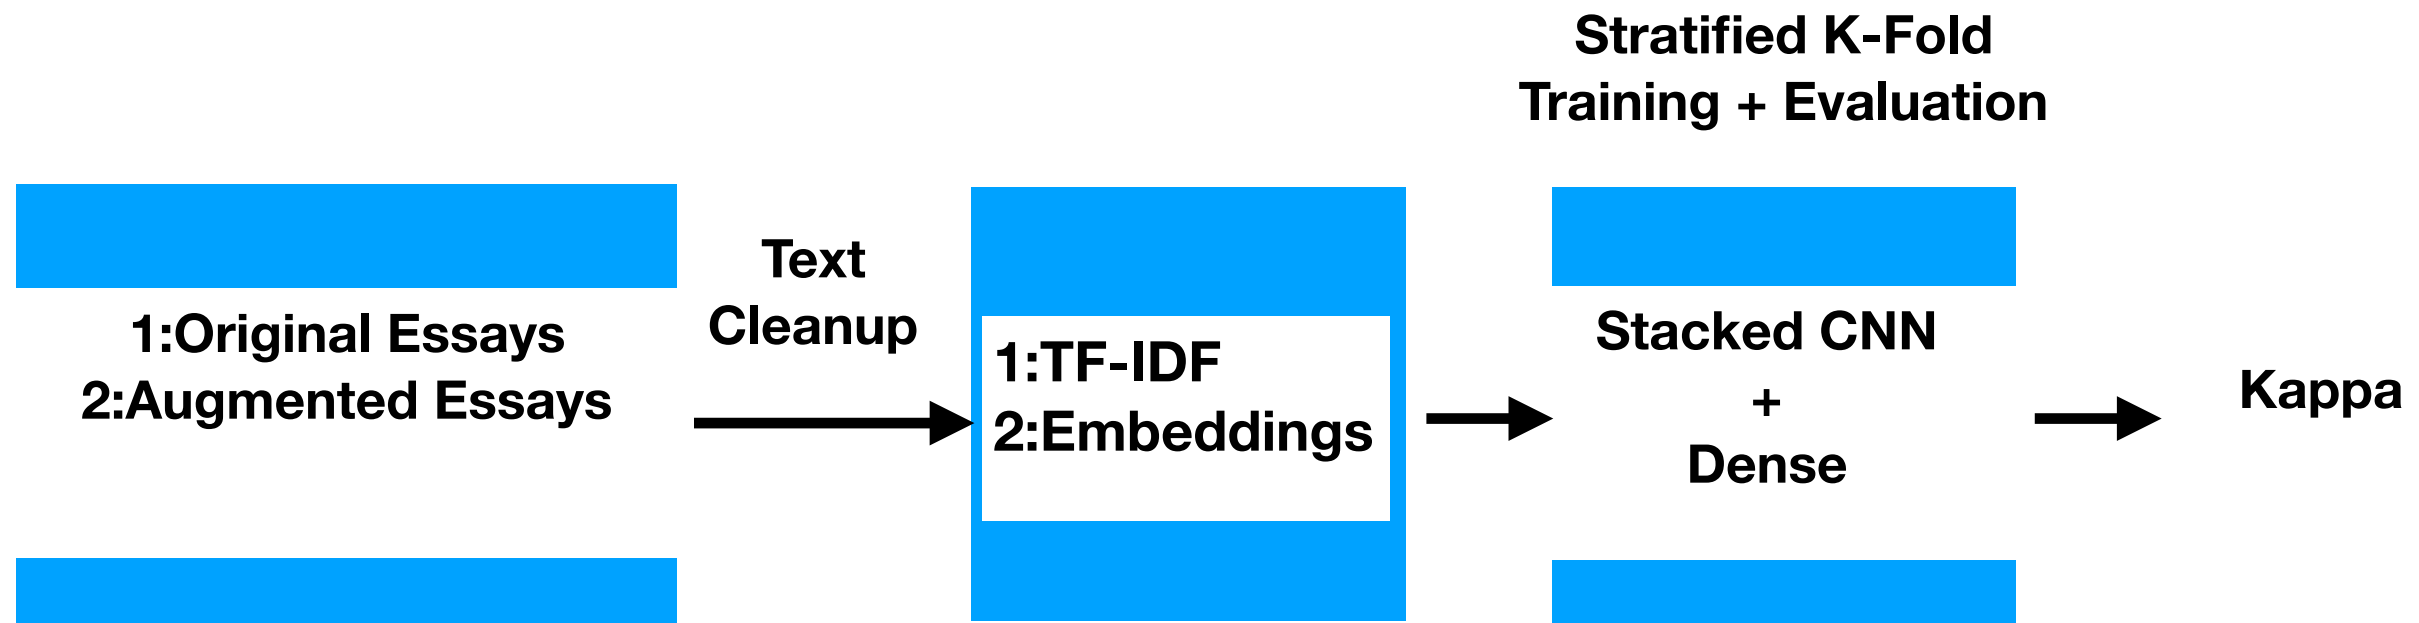 1:Original Essays
2:Augmented Essays
Text
Cleanup
1:TF-IDF
2:Embeddings
Stratified K-Fold
Training + Evaluation
Stacked CNN
+
Dense
Kappa